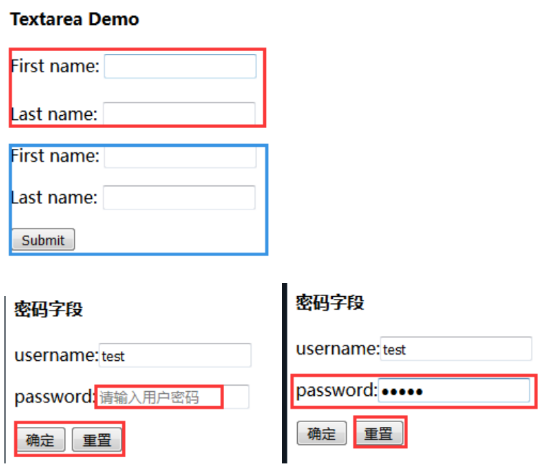 Textarea Demo
First name:
Last name:
First name:
Last name:
Submit
密码字段
username:test
password:请输入用户密码
确定 重置
密码字段
username:test
password:●●●●●
确定 重置